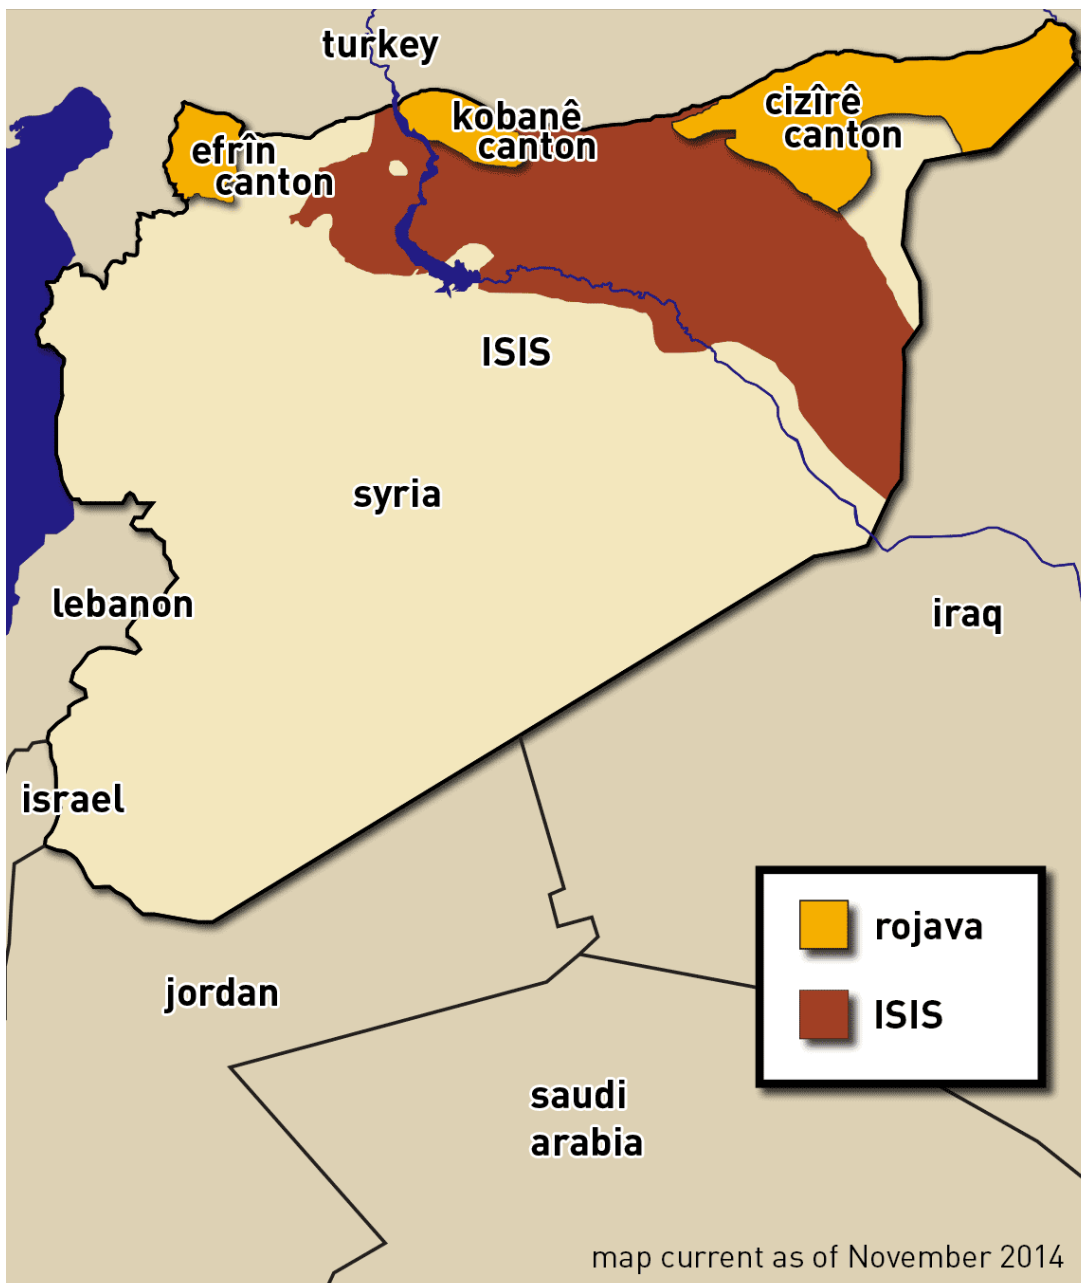 turkey
kobanê
canton
cizîrê
canton
efrîn
canton
ISIS
syria
lebanon
iraq
israel
jordan
saudi
arabia
rojava
ISIS
map current as of November 2014